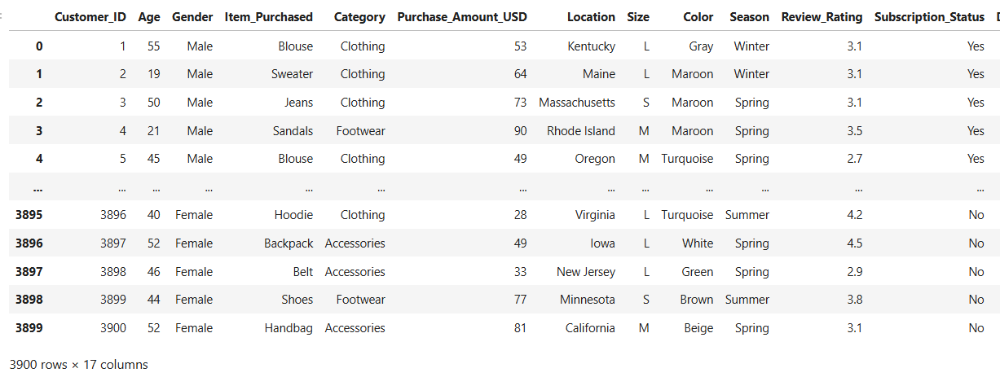 Customer_ID Age Gender Item_Purchased Category Purchase_Amount_USD Location Size Color Season Review_Rating Subscription_Status
0 1 55 Male Blouse Clothing 53 Kentucky L Gray Winter 3.1 Yes
1 2 19 Male Sweater Clothing 64 Maine L Maroon Winter 3.1 Yes
2 3 50 Male Jeans Clothing 73 Massachusetts S Maroon Spring 3.1 Yes
3 4 21 Male Sandals Footwear 90 Rhode Island M Maroon Spring 3.5 Yes
4 5 45 Male Blouse Clothing 49 Oregon M Turquoise Spring 2.7 Yes
... ... ... ... ... ... ... ... ... ... ... ... ...
3895 3896 40 Female Hoodie Clothing 28 Virginia L Turquoise Summer 4.2 No
3896 3897 52 Female Backpack Accessories 49 Iowa L White Spring 4.5 No
3897 3898 46 Female Belt Accessories 33 New Jersey L Green Spring 2.9 No
3898 3899 44 Female Shoes Footwear 77 Minnesota S Brown Summer 3.8 No
3899 3900 52 Female Handbag Accessories 81 California M Beige Spring 3.1 No
3900 rows × 17 columns